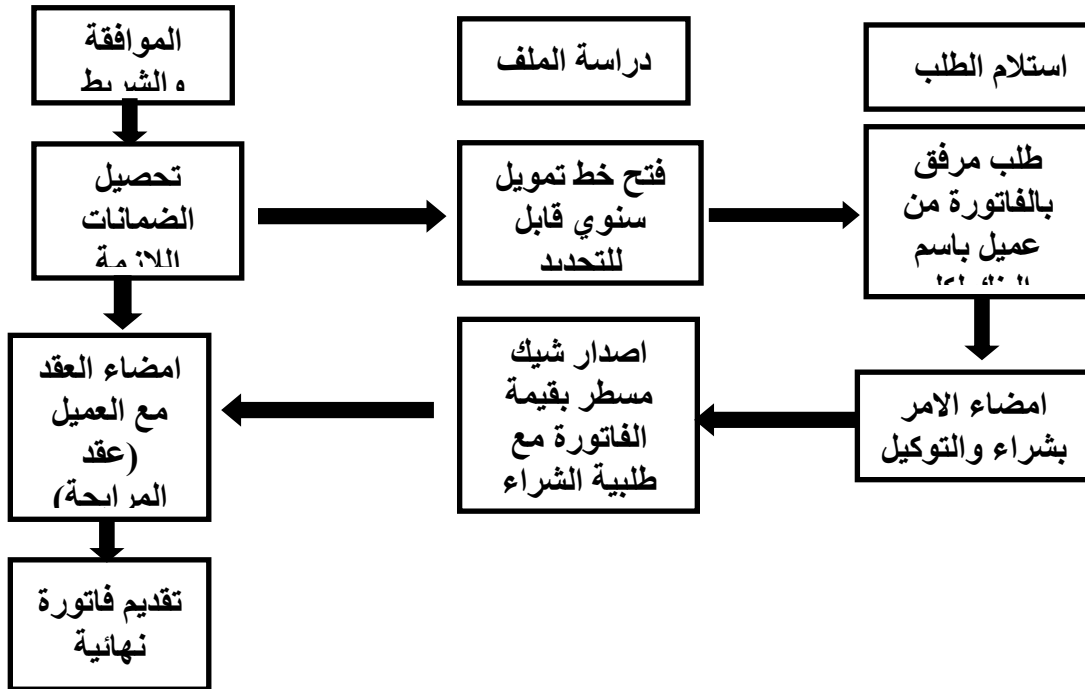 استلام الطلب
دراسة الملف
الموافقة
طلب مرفق
بالفاتورة من
عميل باسم
البنك لكل
فتح خط تمويل
سنوي قابل
للتجديد
تحصيل
الضمانات
اللازمة
امضاء الامر
بشراء والتوكيل
اصدار شيك
مسطر بقيمة
الفاتورة مع
طلبية الشراء
امضاء العقد
مع العميل
(عقد
المرابحة)
تقديم فاتورة
نهائية